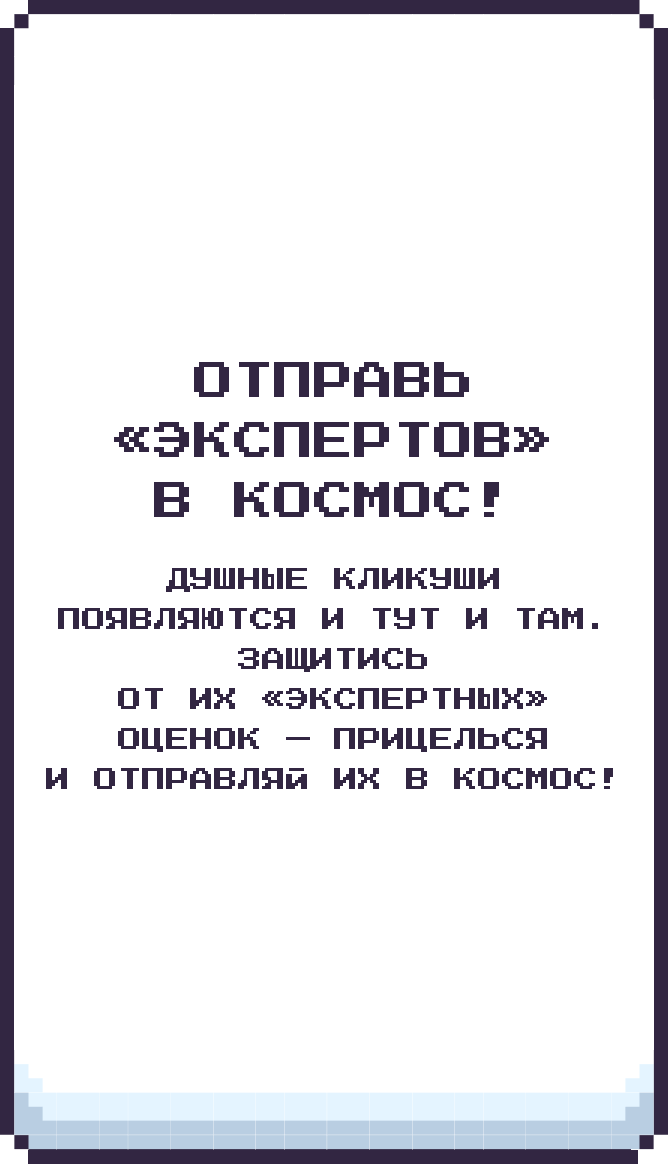 ОТПРАВЬ
«ЭКСПЕРТОВ»
В КОСМОС!
ДУШНЫЕ КЛИКУШИ
ПОЯВЛЯЮТСЯ И ТУТ И ТАМ.
ЗАЩИТИСЬ
ОТ ИХ «ЭКСПЕРТНЫХ»
ОЦЕНОК — ПРИЦЕЛЬСЯ
И ОТПРАВЛЯЙ ИХ В КОСМОС!